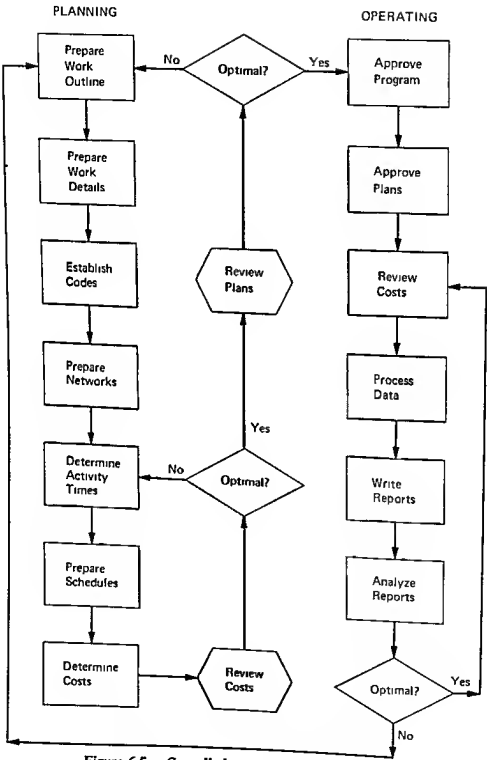 PLANNING
OPERATING
Prepare
Work
Outline
No
Optimal?
Yes
Approve
Program
Prepare
Work
Details
Approve
Plans
Establish
Codes
Review
Plans
Review
Costs
Prepare
Networks
Process
Data
Yes
Determine
Activity
Times
No
Optimal?
Write
Reports
Prepare
Schedules
Analyze
Reports
Determine
Costs
Review
Costs
Optimal?
Yes
No